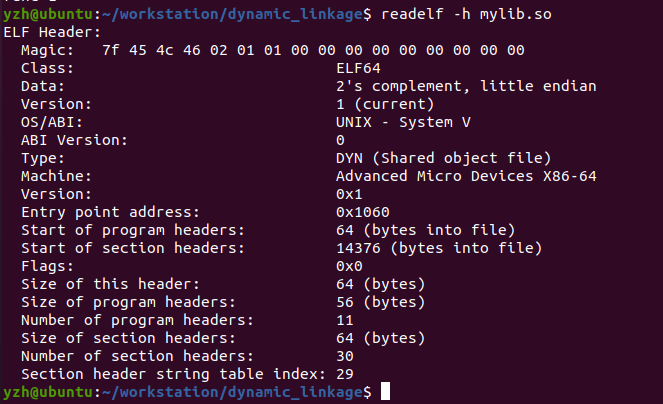 yzh@ubuntu:~/workstation/dynamic_linkage$ readelf -h mylib.so
ELF Header:
  Magic:   7f 45 4c 46 02 01 01 00 00 00 00 00 00 00 00 00
  Class:                             ELF64
  Data:                              2's complement, little endian
  Version:                           1 (current)
  OS/ABI:                            UNIX - System V
  ABI Version:                       0
  Type:                              DYN (Shared object file)
  Machine:                           Advanced Micro Devices X86-64
  Version:                           0x1
  Entry point address:               0x1060
  Start of program headers:          64 (bytes into file)
  Start of section headers:          14376 (bytes into file)
  Flags:                             0x0
  Size of this header:               64 (bytes)
  Size of program headers:           56 (bytes)
  Number of program headers:         11
  Size of section headers:           64 (bytes)
  Number of section headers:         30
  Section header string table index: 29
yzh@ubuntu:~/workstation/dynamic_linkage$